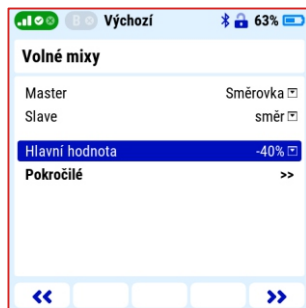 B Výchozí 63%
Volné mixy
Master Směrovka
Slave směr
Hlavní hodnota -40%
Pokročilé >>